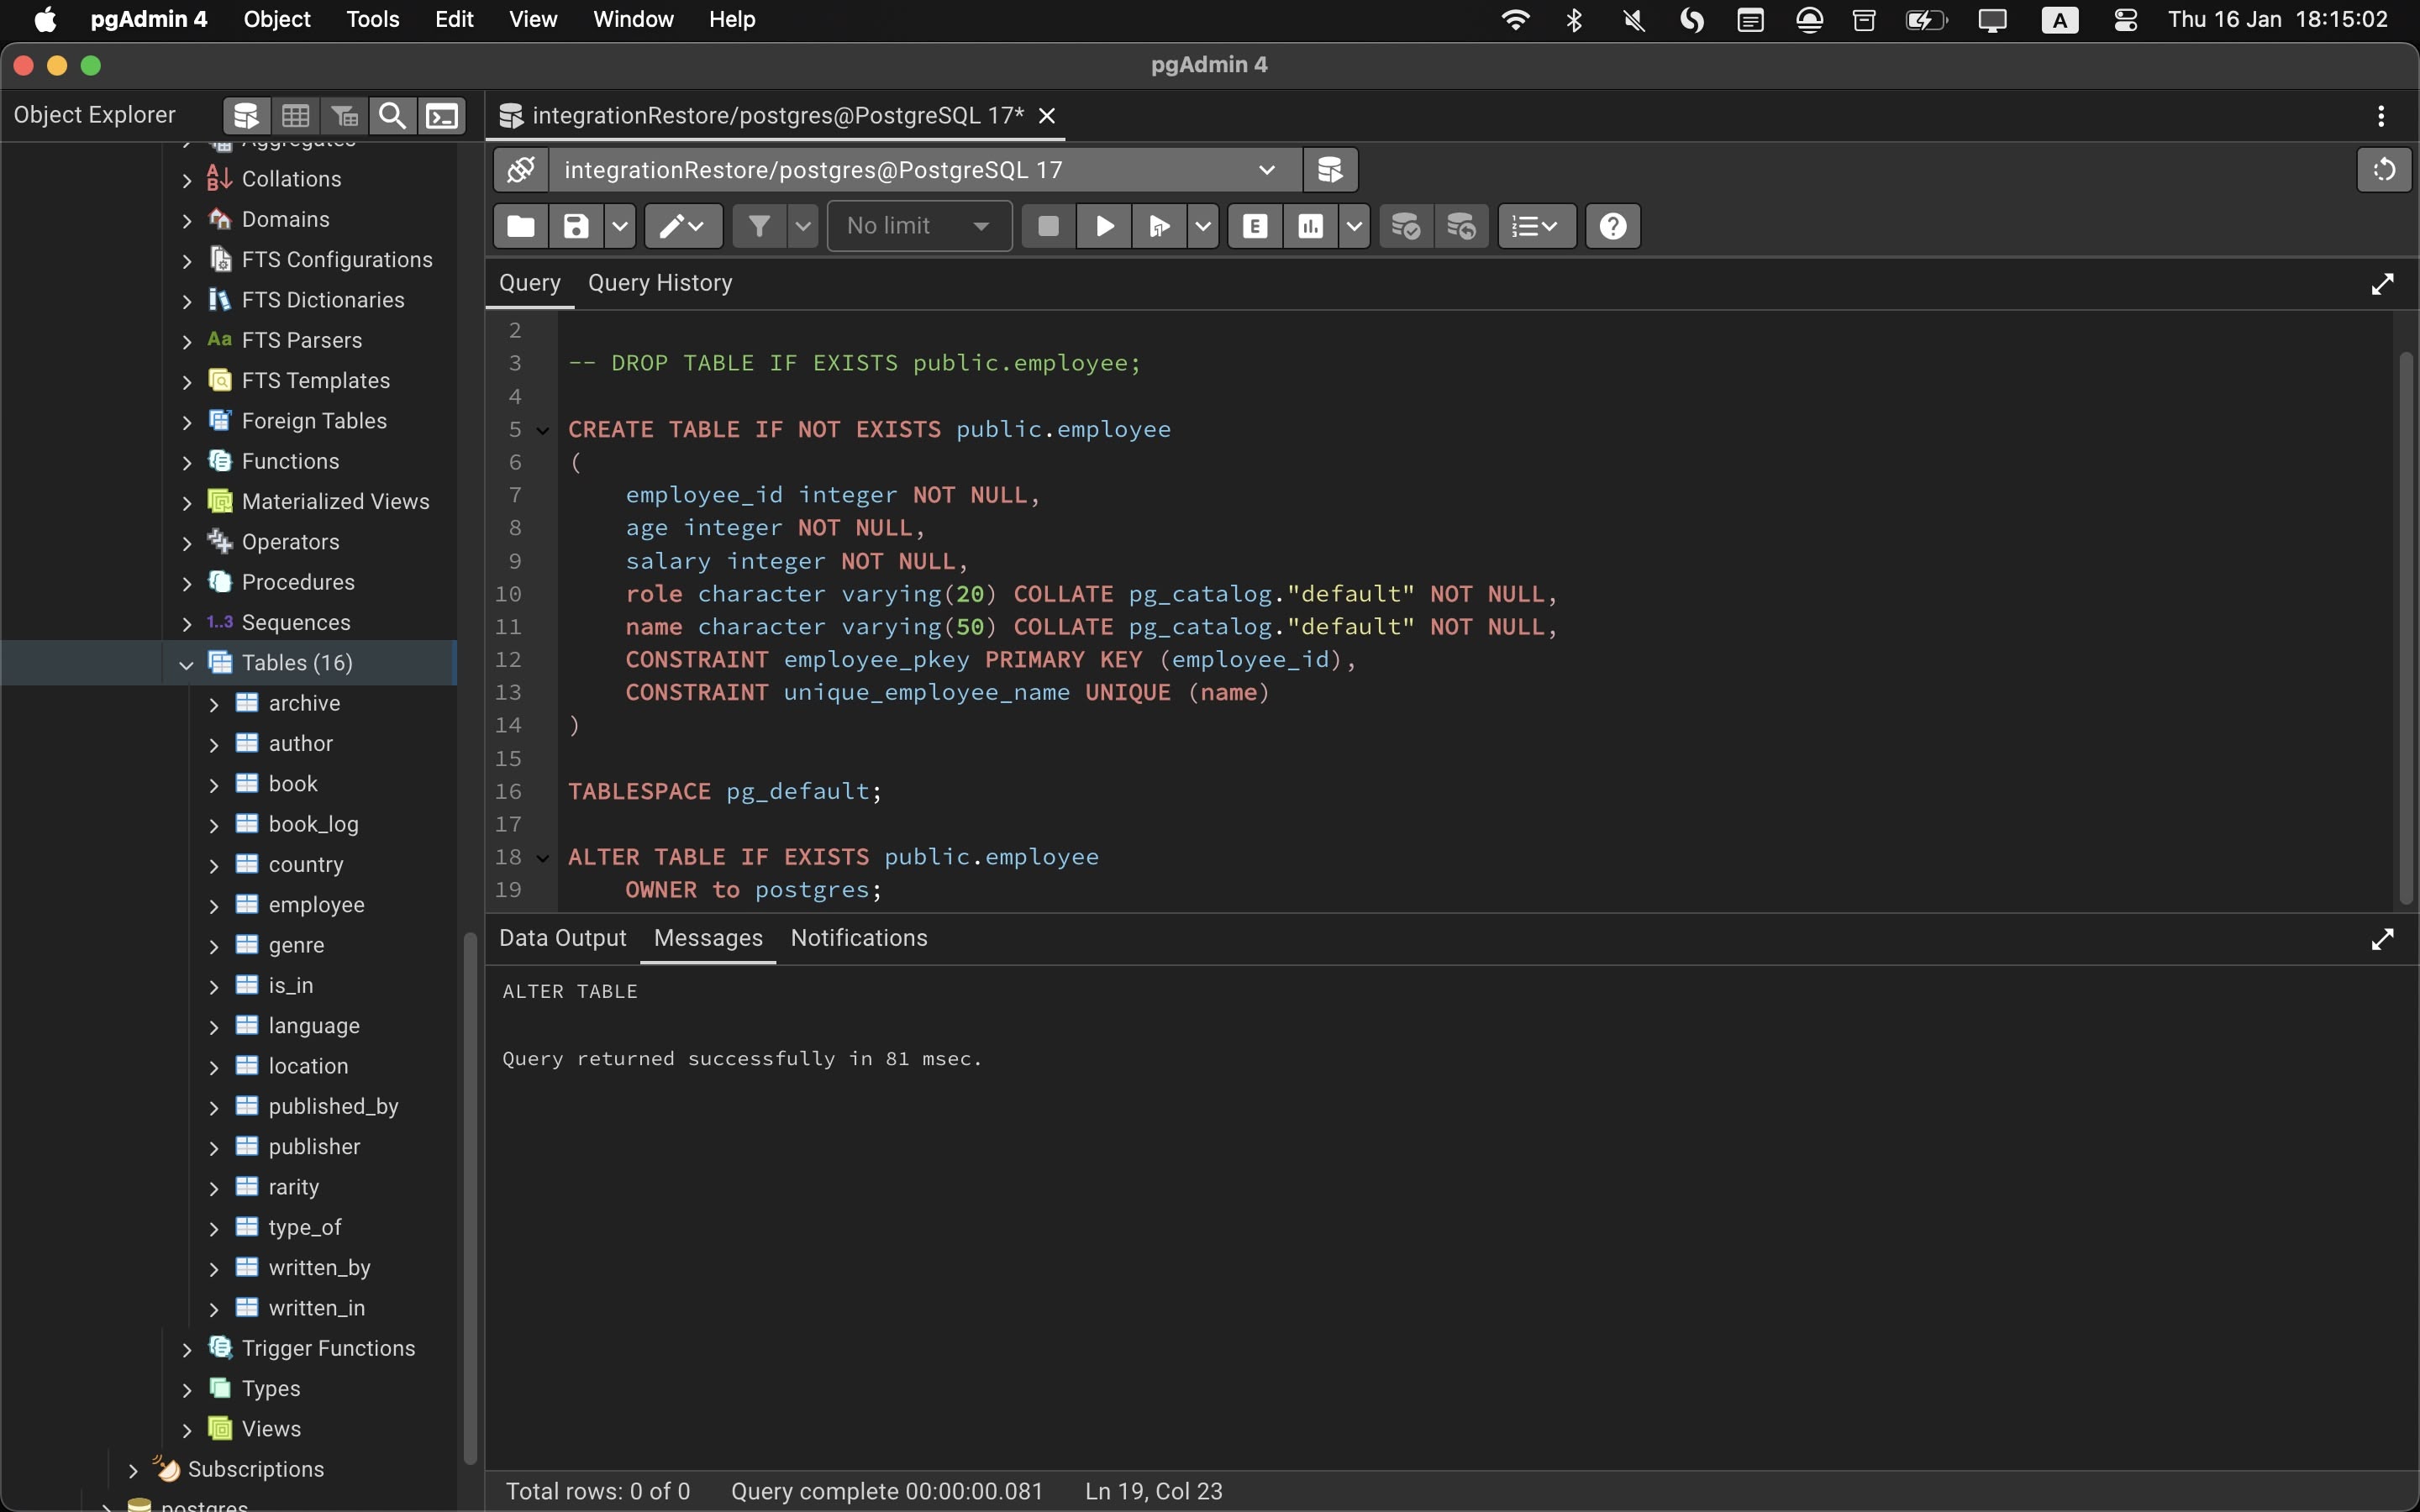 pgAdmin 4 Object Tools Edit View Window Help A Thu 16 Jan 18:15:02
pgAdmin 4
Object Explorer
integrationRestore/postgres@PostgreSQL 17*
integrationRestore/postgres@PostgreSQL 17
No limit E
Query Query History
Aggregates
Collations
Domains
FTS Configurations
FTS Dictionaries
Aa FTS Parsers
FTS Templates
Foreign Tables
Functions
Materialized Views
Operators
Procedures
1..3 Sequences
Tables (16)
archive
author
book
book_log
country
employee
genre
is_in
language
location
published_by
publisher
rarity
type_of
written_by
written_in
Trigger Functions
Types
Views
Subscriptions
postgres
2
3 -- DROP TABLE IF EXISTS public.employee;
4
5 CREATE TABLE IF NOT EXISTS public.employee
6 (
7 employee_id integer NOT NULL,
8 age integer NOT NULL,
9 salary integer NOT NULL,
10 role character varying(20) COLLATE pg_catalog."default" NOT NULL,
11 name character varying(50) COLLATE pg_catalog."default" NOT NULL,
12 CONSTRAINT employee_pkey PRIMARY KEY (employee_id),
13 CONSTRAINT unique_employee_name UNIQUE (name)
14 )
15
16 TABLESPACE pg_default;
17
18 ALTER TABLE IF EXISTS public.employee
19 OWNER to postgres;
Data Output Messages Notifications
ALTER TABLE
Query returned successfully in 81 msec.
Total rows: 0 of 0 Query complete 00:00:00.081 Ln 19, Col 23